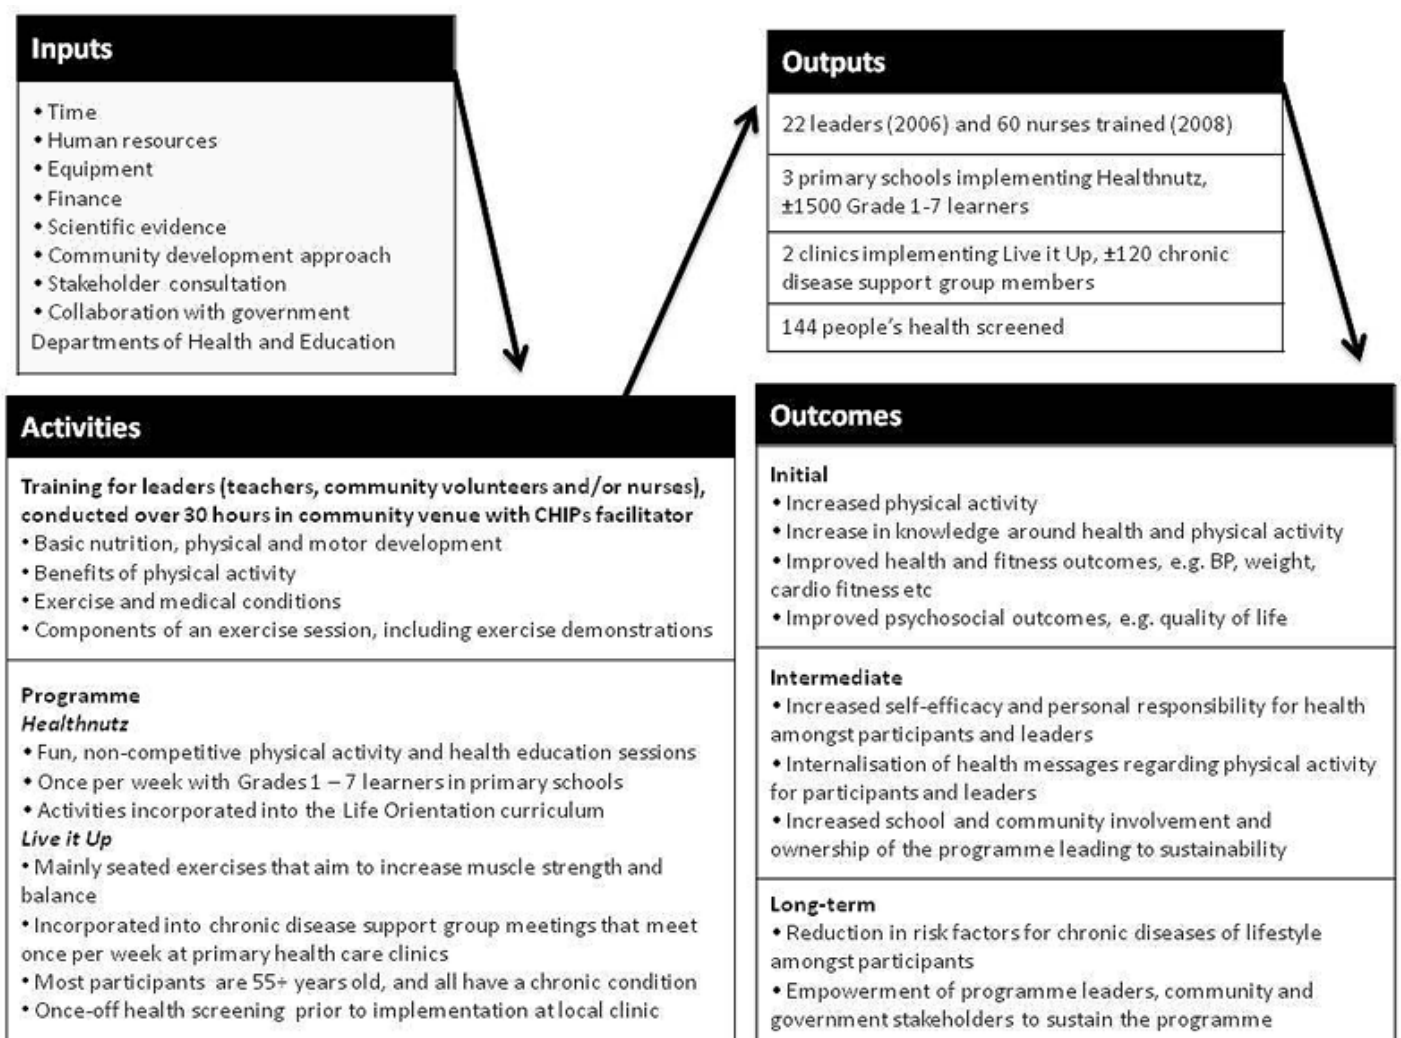 Inputs
• Time
• Human resources
• Equipment
• Finance
• Scientific evidence
• Community development approach
• Stakeholder consultation
• Collaboration with government
Departments of Health and Education
Activities
Training for leaders (teachers, community volunteers and/or nurses),
conducted over 30 hours in community venue with CHIPs facilitator
• Basic nutrition, physical and motor development
• Benefits of physical activity
• Exercise and medical conditions
• Components of an exercise session, including exercise demonstrations
Programme
Healthnutz
• Fun, non-competitive physical activity and health education sessions
• Once per week with Grades 1 – 7 learners in primary schools
• Activities incorporated into the Life Orientation curriculum
Live it Up
• Mainly seated exercises that aim to increase muscle strength and
balance
• Incorporated into chronic disease support group meetings that meet
once per week at primary health care clinics
• Most participants are 55+ years old, and all have a chronic condition
• Once-off health screening prior to implementation at local clinic
Outputs
22 leaders (2006) and 60 nurses trained (2008)
3 primary schools implementing Healthnutz,
±1500 Grade 1-7 learners
2 clinics implementing Live it Up, ±120 chronic
disease support group members
144 people's health screened
Outcomes
Initial
• Increased physical activity
• Increase in knowledge around health and physical activity
• Improved health and fitness outcomes, e.g. BP, weight,
cardio fitness etc
• Improved psychosocial outcomes, e.g. quality of life
Intermediate
• Increased self-efficacy and personal responsibility for health
amongst participants and leaders
• Internalisation of health messages regarding physical activity
for participants and leaders
• Increased school and community involvement and
ownership of the programme leading to sustainability
Long-term
• Reduction in risk factors for chronic diseases of lifestyle
amongst participants
• Empowerment of programme leaders, community and
government stakeholders to sustain the programme